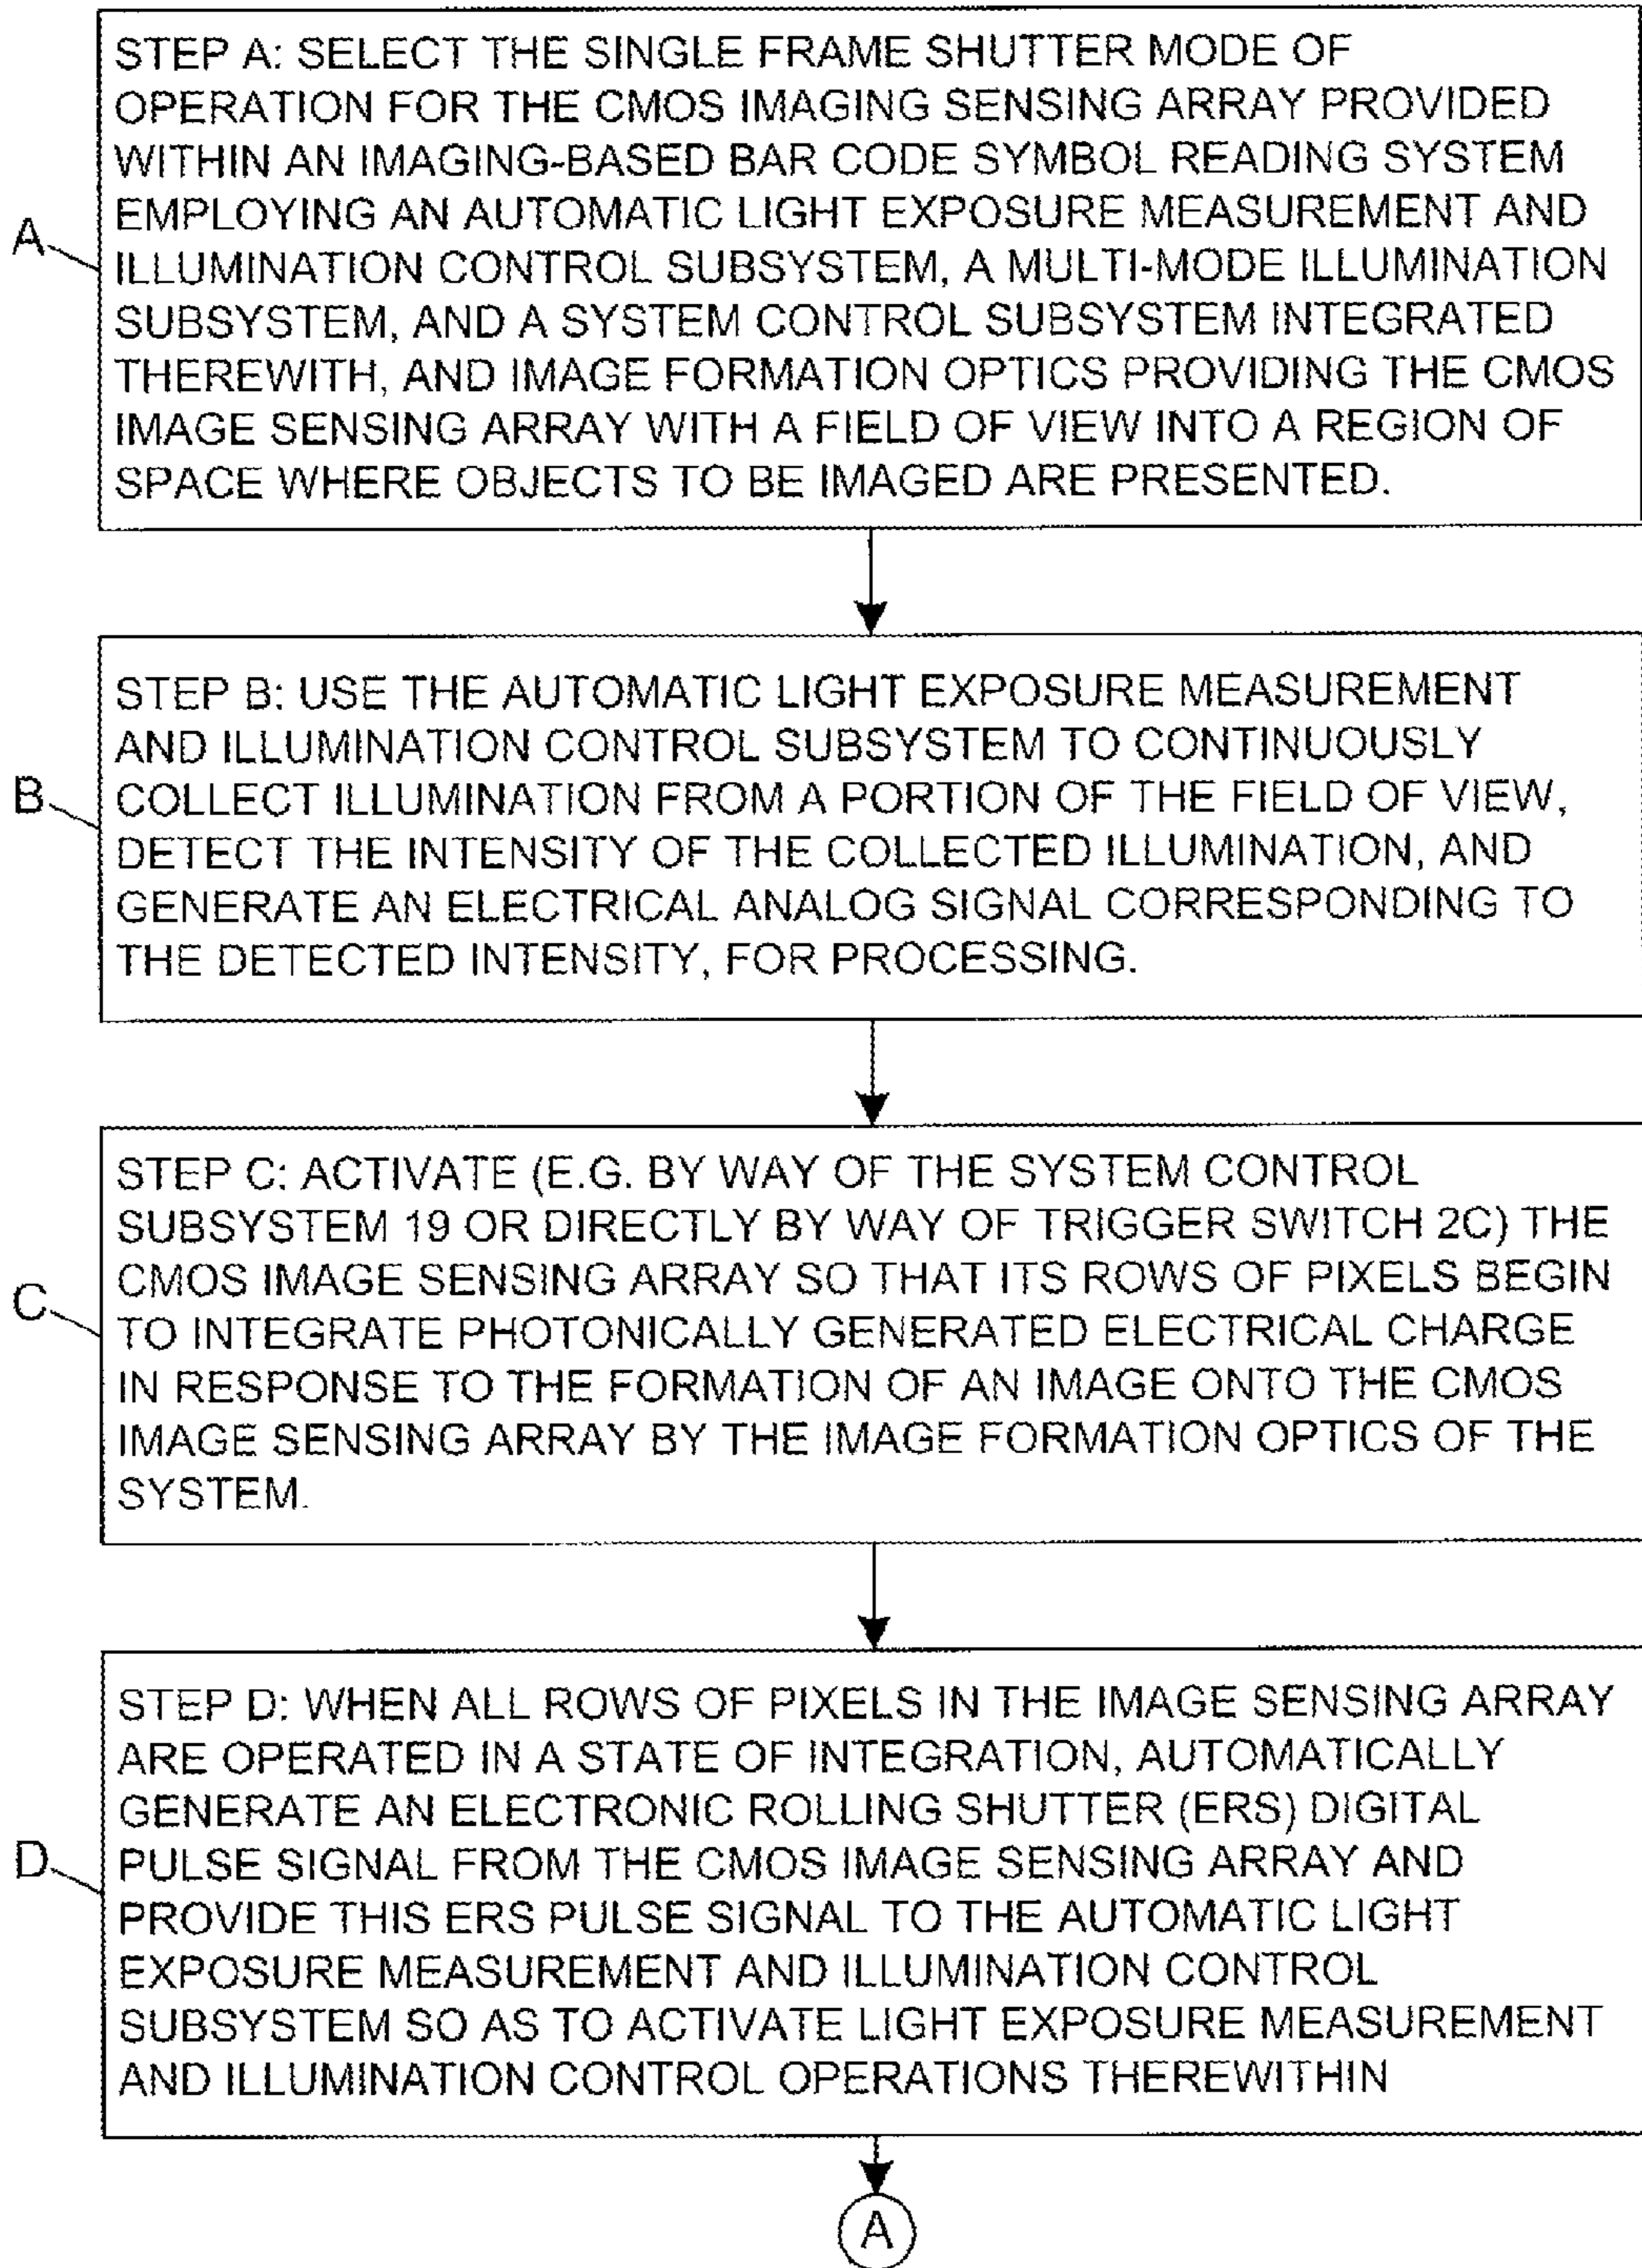 STEP A: SELECT THE SINGLE FRAME SHUTTER MODE OF
OPERATION FOR THE CMOS IMAGING SENSING ARRAY PROVIDED
WITHIN AN IMAGING-BASED BAR CODE SYMBOL READING SYSTEM
EMPLOYING AN AUTOMATIC LIGHT EXPOSURE MEASUREMENT AND
ILLUMINATION CONTROL SUBSYSTEM, A MULTI-MODE ILLUMINATION
SUBSYSTEM, AND A SYSTEM CONTROL SUBSYSTEM INTEGRATED
THEREWITH, AND IMAGE FORMATION OPTICS PROVIDING THE CMOS
IMAGE SENSING ARRAY WITH A FIELD OF VIEW INTO A REGION OF
SPACE WHERE OBJECTS TO BE IMAGED ARE PRESENTED.
A
STEP B: USE THE AUTOMATIC LIGHT EXPOSURE MEASUREMENT
AND ILLUMINATION CONTROL SUBSYSTEM TO CONTINUOUSLY
COLLECT ILLUMINATION FROM A PORTION OF THE FIELD OF VIEW,
DETECT THE INTENSITY OF THE COLLECTED ILLUMINATION, AND
GENERATE AN ELECTRICAL ANALOG SIGNAL CORRESPONDING TO
THE DETECTED INTENSITY, FOR PROCESSING.
B
STEP C: ACTIVATE (E.G. BY WAY OF THE SYSTEM CONTROL
SUBSYSTEM 19 OR DIRECTLY BY WAY OF TRIGGER SWITCH 2C) THE
CMOS IMAGE SENSING ARRAY SO THAT ITS ROWS OF PIXELS BEGIN
TO INTEGRATE PHOTONICALLY GENERATED ELECTRICAL CHARGE
IN RESPONSE TO THE FORMATION OF AN IMAGE ONTO THE CMOS
IMAGE SENSING ARRAY BY THE IMAGE FORMATION OPTICS OF THE
SYSTEM.
C
STEP D: WHEN ALL ROWS OF PIXELS IN THE IMAGE SENSING ARRAY
ARE OPERATED IN A STATE OF INTEGRATION, AUTOMATICALLY
GENERATE AN ELECTRONIC ROLLING SHUTTER (ERS) DIGITAL
PULSE SIGNAL FROM THE CMOS IMAGE SENSING ARRAY AND
PROVIDE THIS ERS PULSE SIGNAL TO THE AUTOMATIC LIGHT
EXPOSURE MEASUREMENT AND ILLUMINATION CONTROL
SUBSYSTEM SO AS TO ACTIVATE LIGHT EXPOSURE MEASUREMENT
AND ILLUMINATION CONTROL OPERATIONS THEREWITHIN
D
A